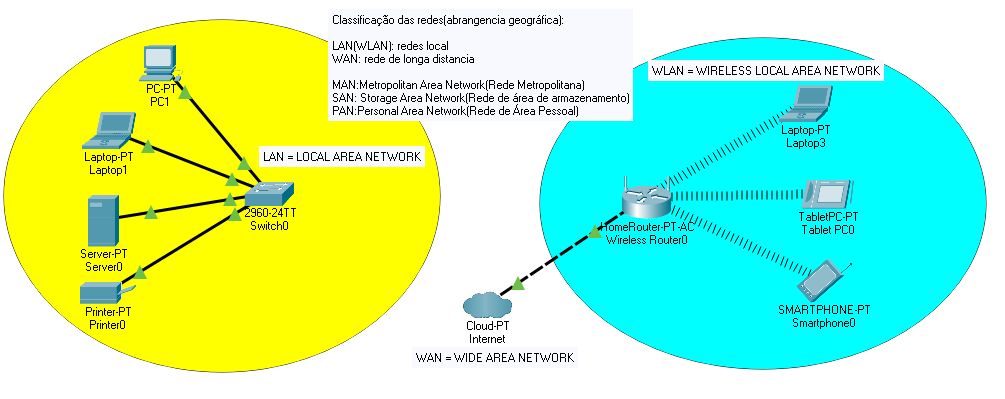 Classificação das redes(abrangencia geográfica):
LAN(WLAN): redes local
WAN: rede de longa distancia
MAN:Metropolitan Area Network(Rede Metropolitana)
SAN: Storage Area Network(Rede de área de armazenamento)
PAN:Personal Area Network(Rede de Área Pessoal)
PC-PT
PC1
Laptop-PT
Laptop1
LAN = LOCAL AREA NETWORK
2960-24TT
Switch0
Server-PT
Server0
Printer-PT
Printer0
WLAN = WIRELESS LOCAL AREA NETWORK
Laptop-PT
Laptop3
HomeRouter-PT-AC
Wireless Router0
TabletPC-PT
Tablet PC0
SMARTPHONE-PT
Smartphone0
Cloud-PT
Internet
WAN = WIDE AREA NETWORK